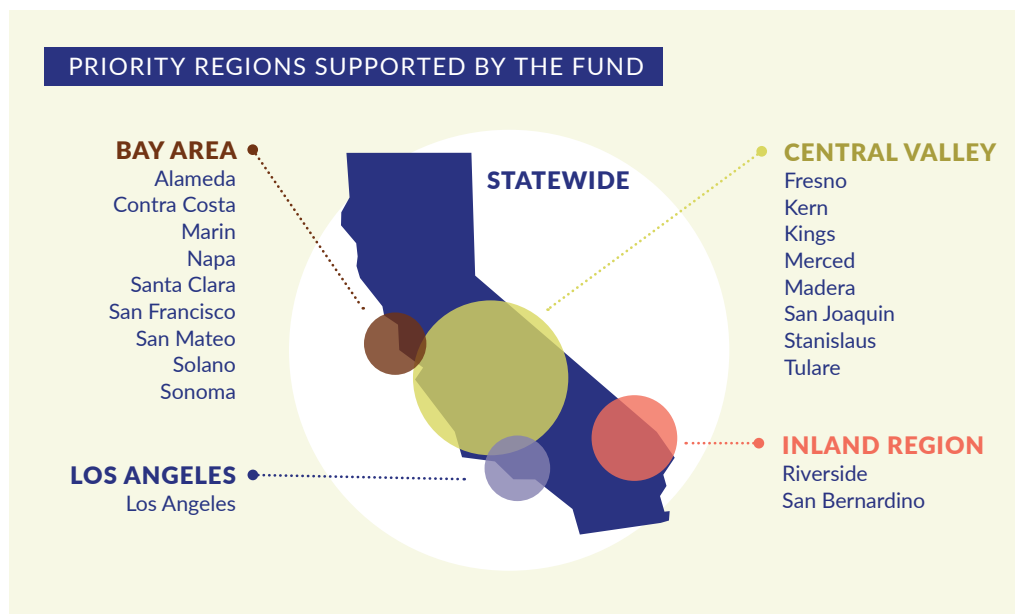 PRIORITY REGIONS SUPPORTED BY THE FUND
BAY AREA
Alameda
Contra Costa
Marin
Napa
Santa Clara
San Francisco
San Mateo
Solano
Sonoma
LOS ANGELES
Los Angeles
STATEWIDE
CENTRAL VALLEY
Fresno
Kern
Kings
Merced
Madera
San Joaquin
Stanislaus
Tulare
INLAND REGION
Riverside
San Bernardino